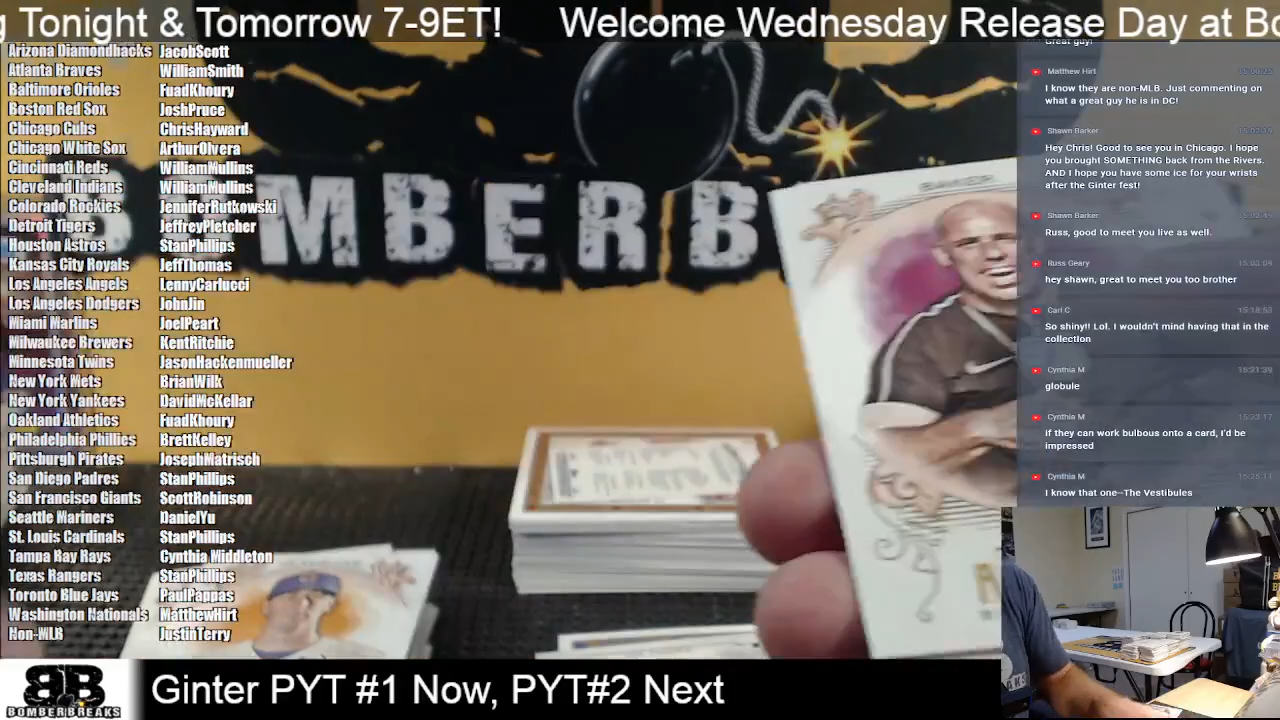 g Tonight & Tomorrow 7-9ET! Welcome Wednesday Release Day at Bo
Arizona Diamondbacks JacobScott
Atlanta Braves WilliamSmith
Baltimore Orioles FuadKhoury
Boston Red Sox JoshPruce
Chicago Cubs ChrisHayward
Chicago White Sox ArthurOlvera
Cincinnati Reds WilliamMullins
Cleveland Indians WilliamMullins
Colorado Rockies JenniferRutkowski
Detroit Tigers JeffreyPletcher
Houston Astros StanPhillips
Kansas City Royals JeffThomas
Los Angeles Angels LennyCarlucci
Los Angeles Dodgers JohnJin
Miami Marlins JoelPeart
Milwaukee Brewers KentRitchie
Minnesota Twins JasonHackenmueller
New York Mets BrianWilk
New York Yankees DavidMcKellar
Oakland Athletics FuadKhoury
Philadelphia Phillies BrettKelley
Pittsburgh Pirates JosephMatrisch
San Diego Padres StanPhillips
San Francisco Giants ScottRobinson
Seattle Mariners DanielYu
St. Louis Cardinals StanPhillips
Tampa Ray Rays Cynthia Middleton
Texas Rangers StanPhillips
Toronto Blue Jays PaulPappas
Washington Nationals MatthewHirt
Non-MLB JustinTerry
BOMBERB
Great guy!
Matthew Hirt
I know they are non-MLB. Just commenting on
what a great guy he is in DC!
Shawn Barker
Hey Chris! Good to see you in Chicago. I hope
you brought SOMETHING back from the Rivers.
AND I hope you have some ice for your wrists
after the Ginter fest!
Shawn Barker
Russ, good to meet you live as well.
Russ Geary
hey shawn, great to meet you too brother
Carl C
So shiny!! Lol. I wouldn't mind having that in the
collection
Cynthia M
globule
Cynthia M
if they can work bulbous onto a card, I'd be
impressed
Cynthia M
I know that one--The Vestibules
BB
BOMBERBREAKS
Ginter PYT #1 Now, PYT#2 Next